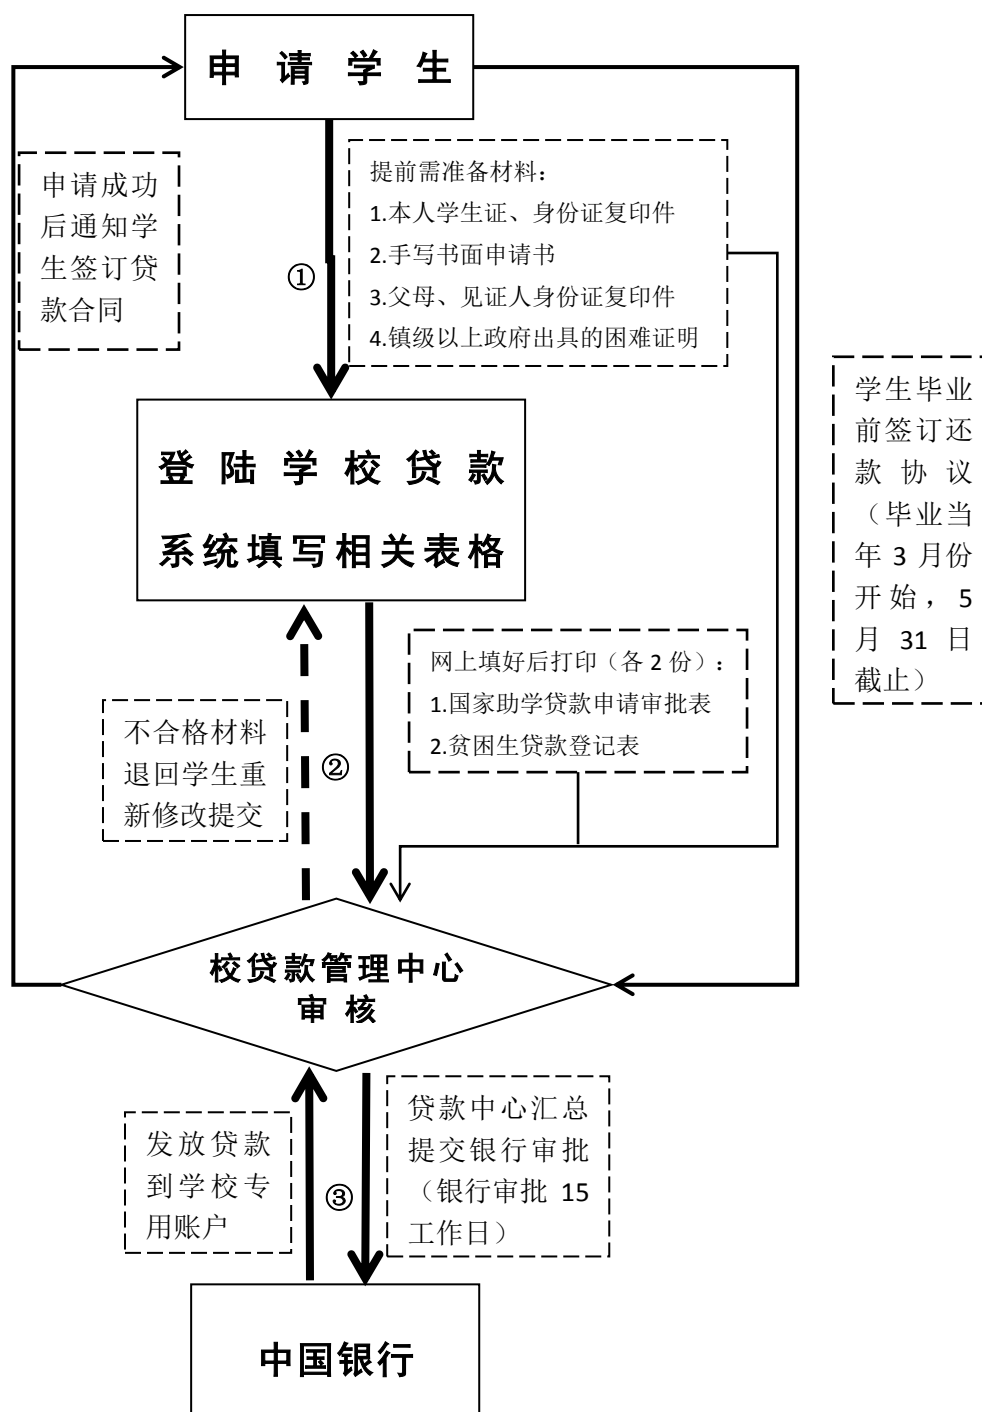 申请学生
申请成功
后通知学
生签订贷
款合同
提前需准备材料：
1.本人学生证、身份证复印件
2.手写书面申请书
3.父母、见证人身份证复印件
4.镇级以上政府出具的困难证明
①
学生毕业
前签订还
款协议
（毕业当
年 3 月份
开始，5
月 31 日
截止）
登陆学校贷款
系统填写相关表格
网上填好后打印（各 2 份）：
1.国家助学贷款申请审批表
2.贫困生贷款登记表
不合格材料
退回学生重
新修改提交
②
校贷款管理中心
审 核
发放贷款
到学校专
用账户
③
贷款中心汇总
提交银行审批
（银行审批 15
工作日）
中国银行